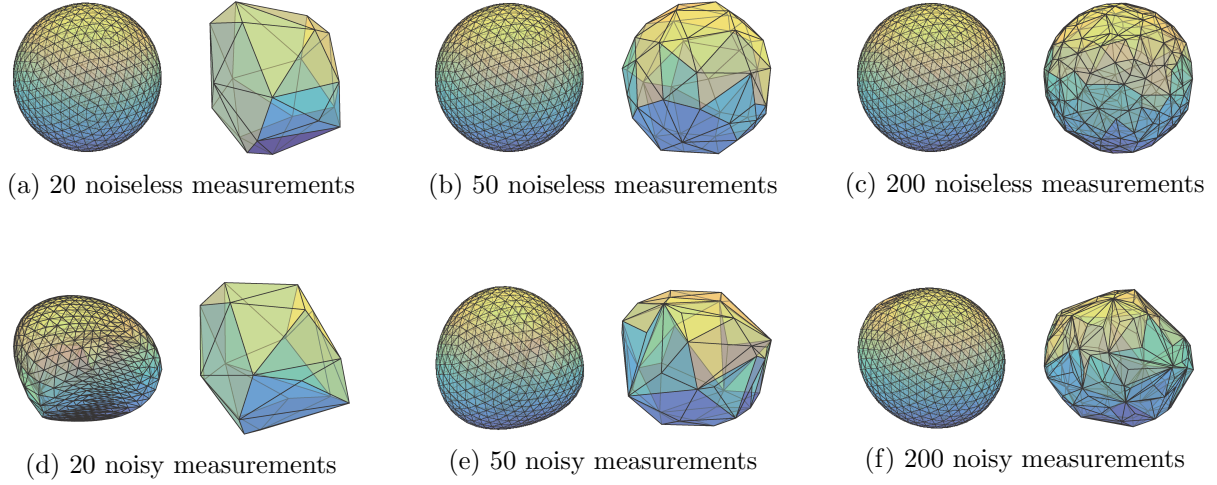 (a) 20 noiseless measurements
(b) 50 noiseless measurements
(c) 200 noiseless measurements
(d) 20 noisy measurements
(e) 50 noisy measurements
(f) 200 noisy measurements